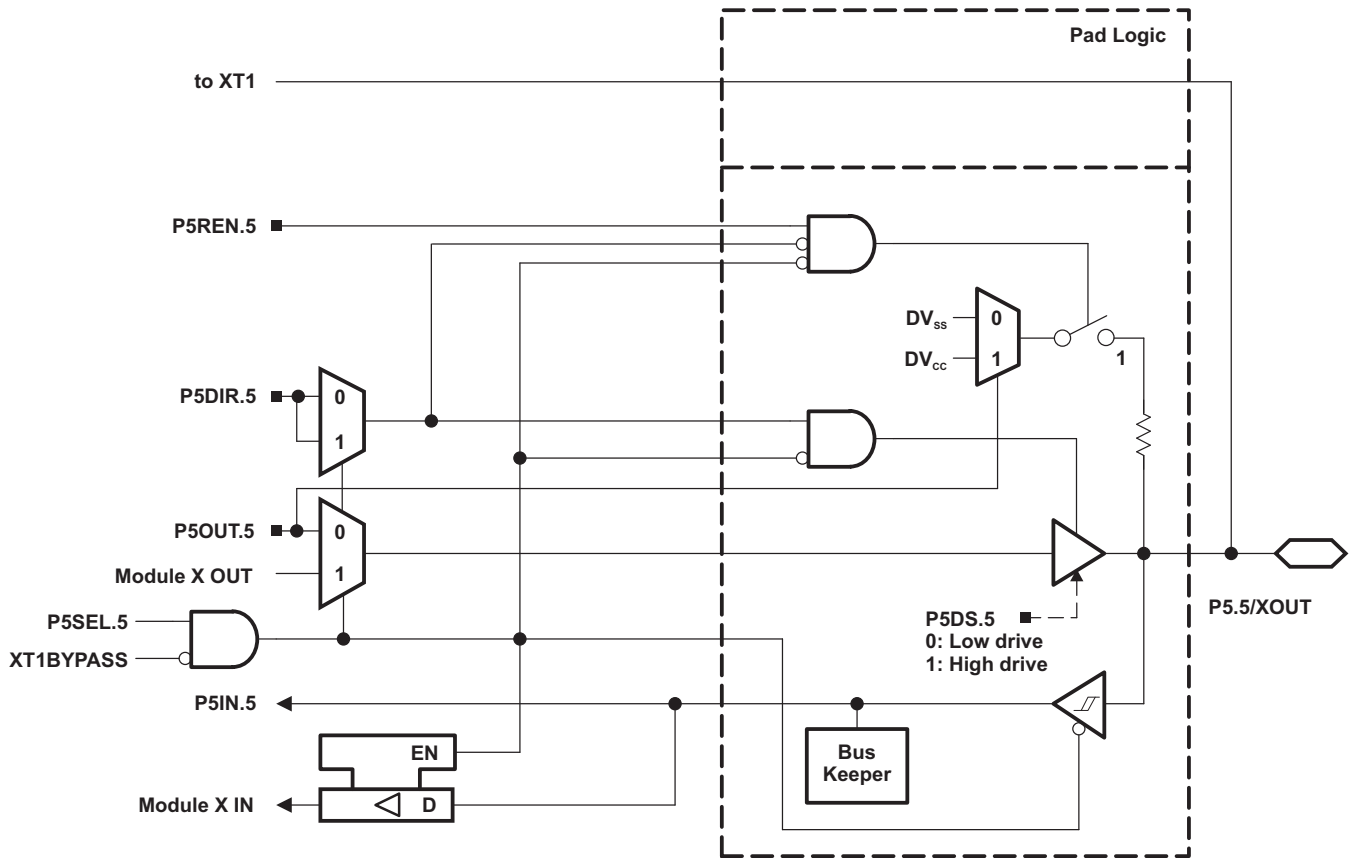 Pad Logic
to XT1
P5REN.5
DVss
0
DVcc
1
1
P5DIR.5
0
1
P5OUT.5
0
Module X OUT
1
P5SEL.5
XT1BYPASS
P5DS.5
0: Low drive
1: High drive
P5.5/XOUT
P5IN.5
EN
Bus
Keeper
Module X IN
D